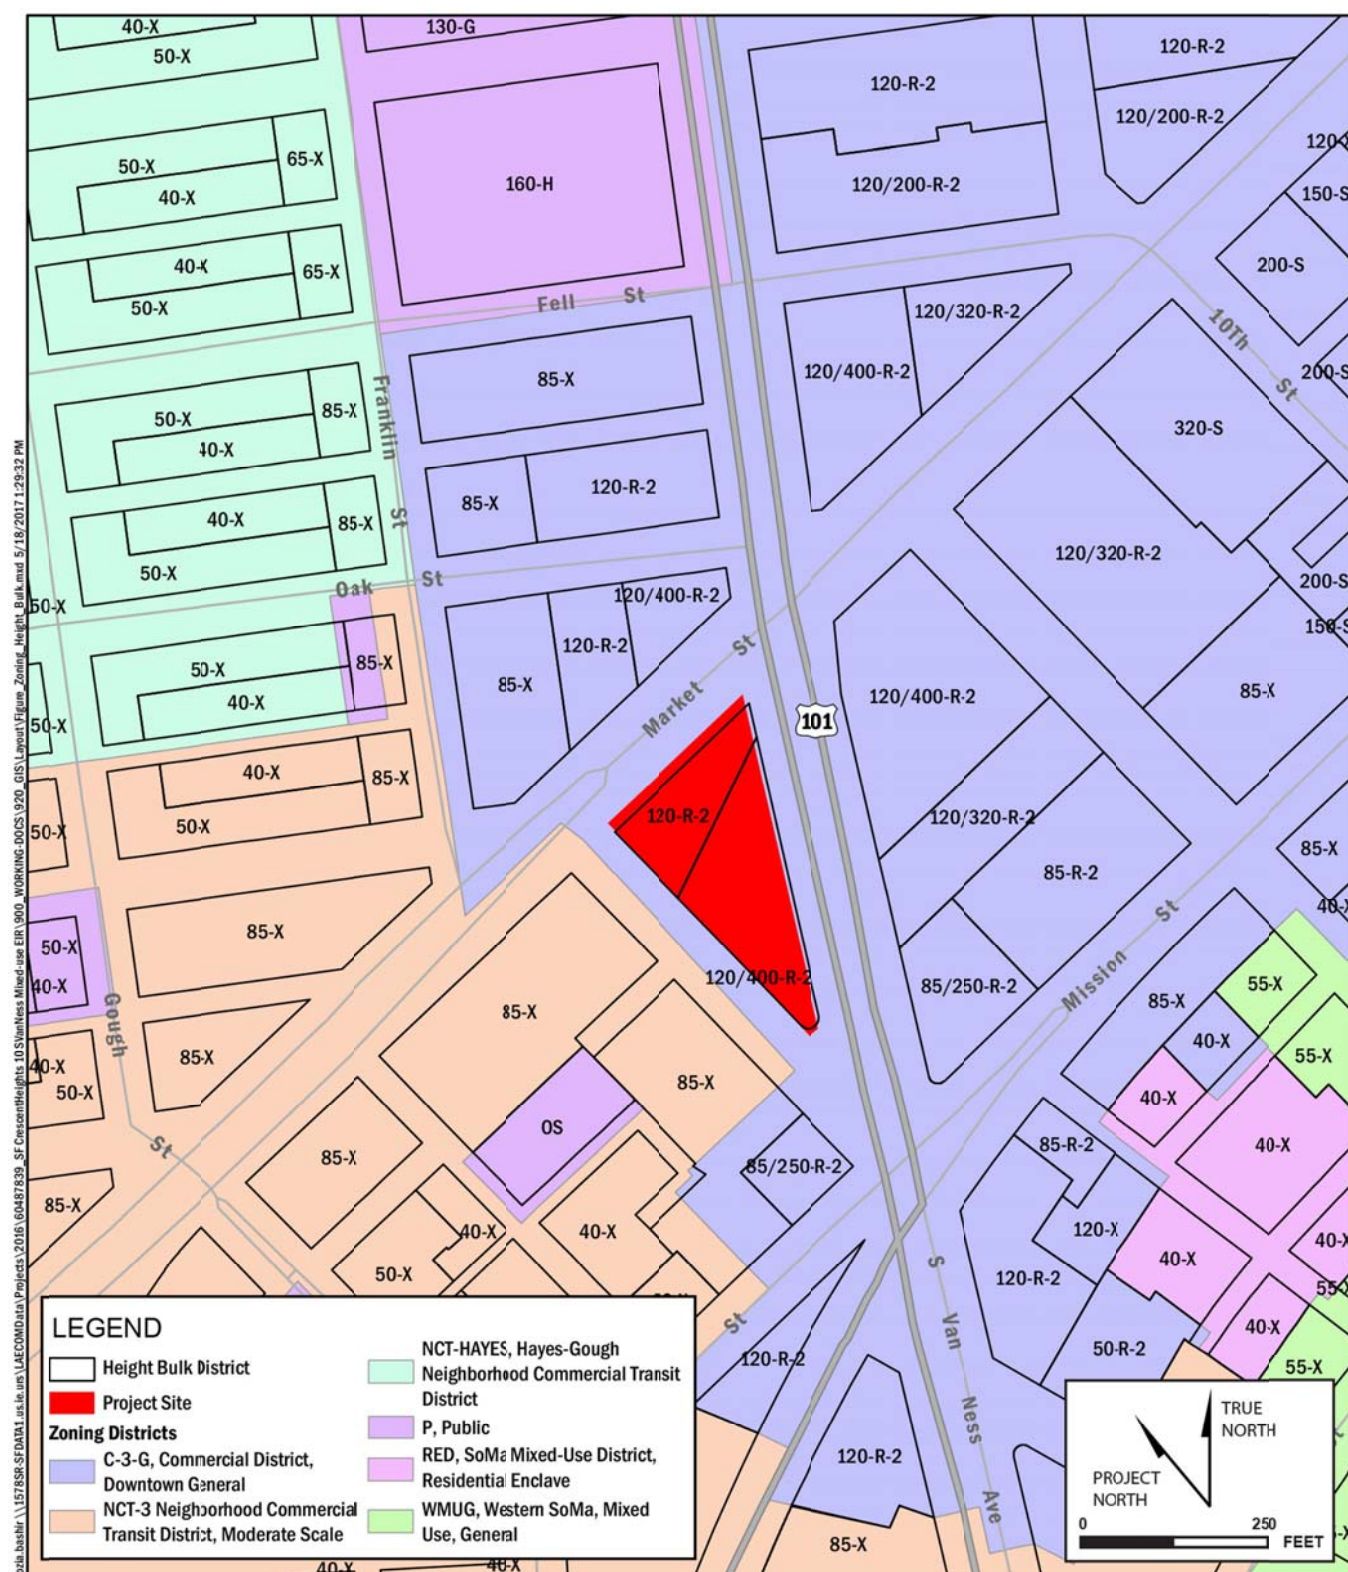 40-X
130-G
50-X
120-R-2
120-R-2
120/200-R-2
50-X
65-X
40-X
160-H
120/200-R-2
150-S
40-X
65-X
50-X
200-S
Fell St
120/320-R-2
10Th St
120/400-R-2
85-X
200-S
Franklin St
50-X
85-X
40-X
320-S
85-X
120-R-2
40-X
85-X
50-X
120/320-R-2
Oak St
50-X
120/400-R-2
200-S
150-S
120-R-2
50-X
85-X
40-X
85-X
Market St
120/400-R-2
85-X
50-X
101
40-X
85-X
50-X
50-X
120-R-2
120/320-R-2
85-R-2
85-X
40-X
85-X
50-X
40-X
120/400-R-2
85/250-R-2
Mission St
85-X
55-X
Gough St
85-X
85-X
40-X
50-X
85-X
40-X
55-X
40-X
OS
85-X
85/250-R-2
85-R-2
40-X
85-X
40-X
40-X
120-X
40-X
40-X
50-X
120-R-2
55-X
S Van Ness Ave
St
120-R-2
50-R-2
40-X
55-X
120-R-2
85-X
40-X
40-X
LEGEND
Height Bulk District
Project Site
Zoning Districts
C-3-G, Commercial District,
Downtown General
NCT-3 Neighborhood Commercial
Transit District, Moderate Scale
NCT-HAYES, Hayes-Gough
Neighborhood Commercial Transit
District
P, Public
RED, SoMa Mixed-Use District,
Residential Enclave
WMUG, Western SoMa, Mixed
Use, General
TRUE
NORTH
PROJECT
NORTH
0 250 FEET